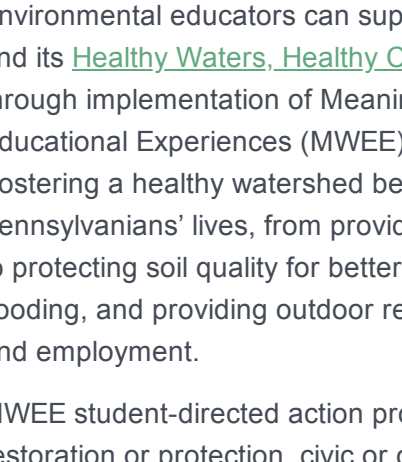 nvironmental educators can sup
nd its Healthy Waters, Healthy C
hrough implementation of Meani
ducational Experiences (MWEE)
ostering a healthy watershed be
ennsylvanians’ lives, from provid
o protecting soil quality for better
ooding, and providing outdoor re
nd employment.
MWEE student-directed action pro
estoration or protection, civic or c